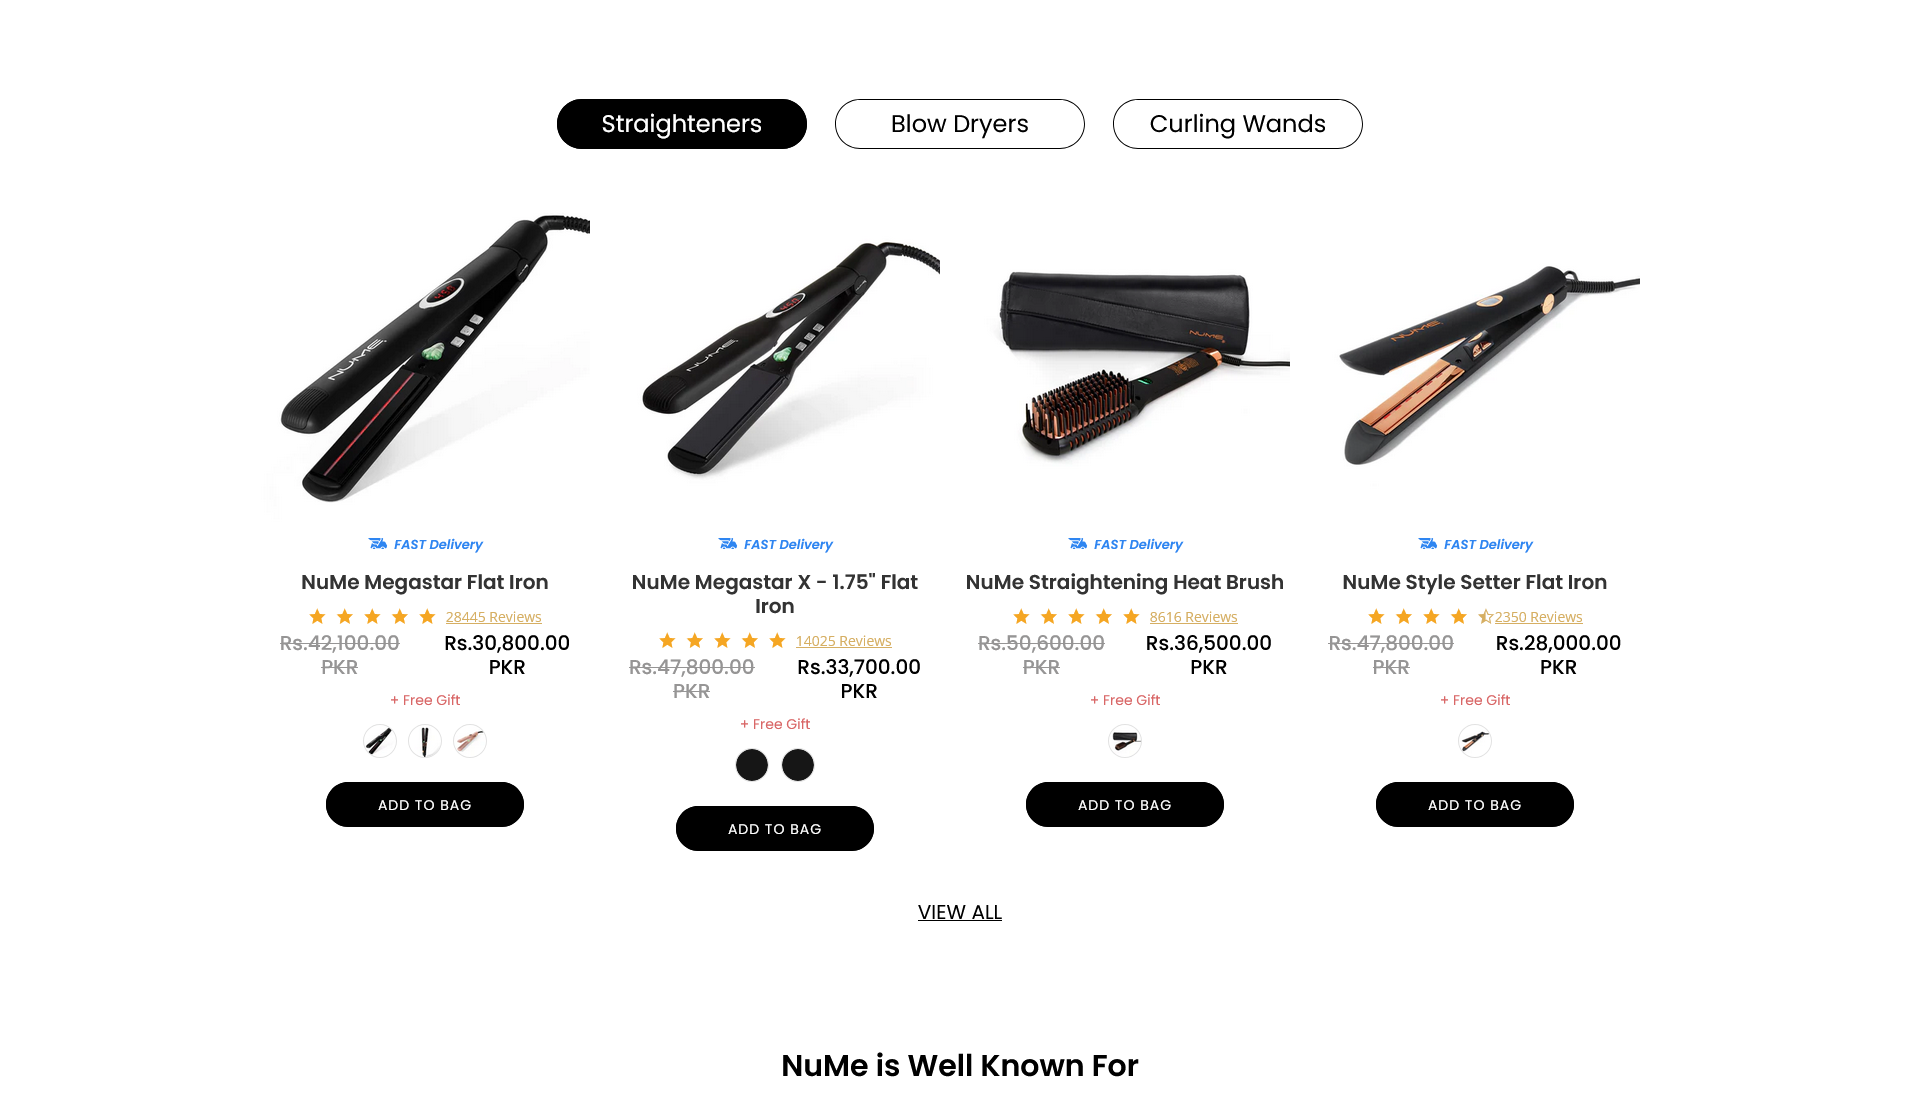 Straighteners
Blow Dryers
Curling Wands
NUME
NUME
NUME
NUME
FAST Delivery
FAST Delivery
FAST Delivery
FAST Delivery
NuMe Megastar Flat Iron
28445 Reviews
Rs.42,100.00 PKR
Rs.30,800.00 PKR
+ Free Gift
ADD TO BAG
NuMe Megastar X - 1.75" Flat
Iron
14025 Reviews
Rs.47,800.00 PKR
Rs.33,700.00 PKR
+ Free Gift
ADD TO BAG
NuMe Straightening Heat Brush
8616 Reviews
Rs.50,600.00 PKR
Rs.36,500.00 PKR
+ Free Gift
ADD TO BAG
NuMe Style Setter Flat Iron
2350 Reviews
Rs.47,800.00 PKR
Rs.28,000.00 PKR
+ Free Gift
ADD TO BAG
VIEW ALL
NuMe is Well Known For